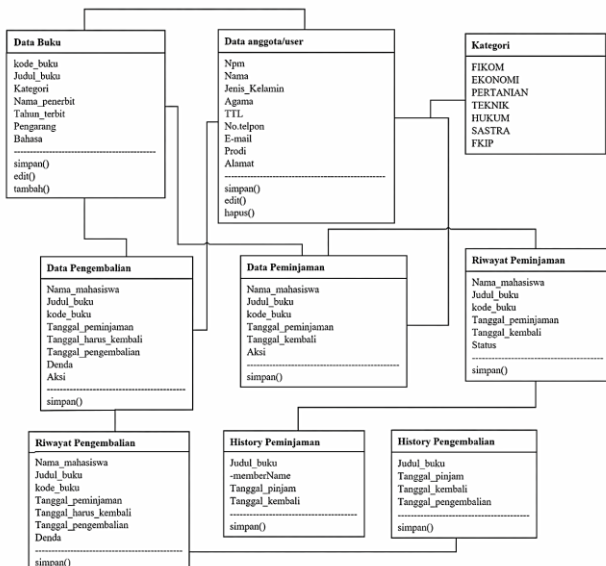 Data Buku
kode_buku
Judul_buku
Kategori
Nama_penerbit
Tahun_terbit
Pengarang
Bahasa
simpan()
edit()
tambah()
Data anggota/user
Npm
Nama
Jenis_Kelamin
Agama
TTL
No.telpon
E-mail
Prodi
Alamat
simpan()
edit()
hapus()
Kategori
FIKOM
EKONOMI
PERTANIAN
TEKNIK
HUKUM
SASTRA
FKIP
Data Pengembalian
Nama_mahasiswa
Judul_buku
kode_buku
Tanggal_peminjaman
Tanggal_harus_kembali
Tanggal_pengembalian
Denda
Aksi
simpan()
Data Peminjaman
Nama_mahasiswa
Judul_buku
kode_buku
Tanggal_peminjaman
Tanggal_kembali
Aksi
simpan()
Riwayat Peminjaman
Nama_mahasiswa
Judul_buku
kode_buku
Tanggal_peminjaman
Tanggal_kembali
Status
simpan()
Riwayat Pengembalian
Nama_mahasiswa
Judul_buku
kode_buku
Tanggal_peminjaman
Tanggal_harus_kembali
Tanggal_pengembalian
Denda
simpan()
History Peminjaman
Judul_buku
-memberName
Tanggal_pinjam
Tanggal_kembali
simpan()
History Pengembalian
Judul_buku
Tanggal_pinjam
Tanggal_kembali
Tanggal_pengembalian
simpan()